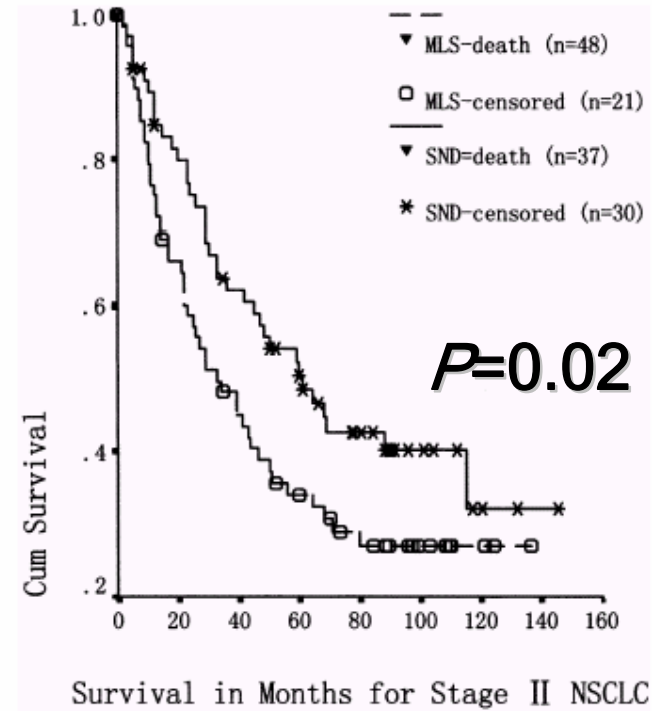 1.0
.8
.6
.4
.2
Cum Survival
MLS-death (n=48)
MLS-censored (n=21)
SND=death (n=37)
SND-censored (n=30)
P=0.02
0 20 40 60 80 100 120 140 160
Survival in Months for Stage Ⅱ NSCLC